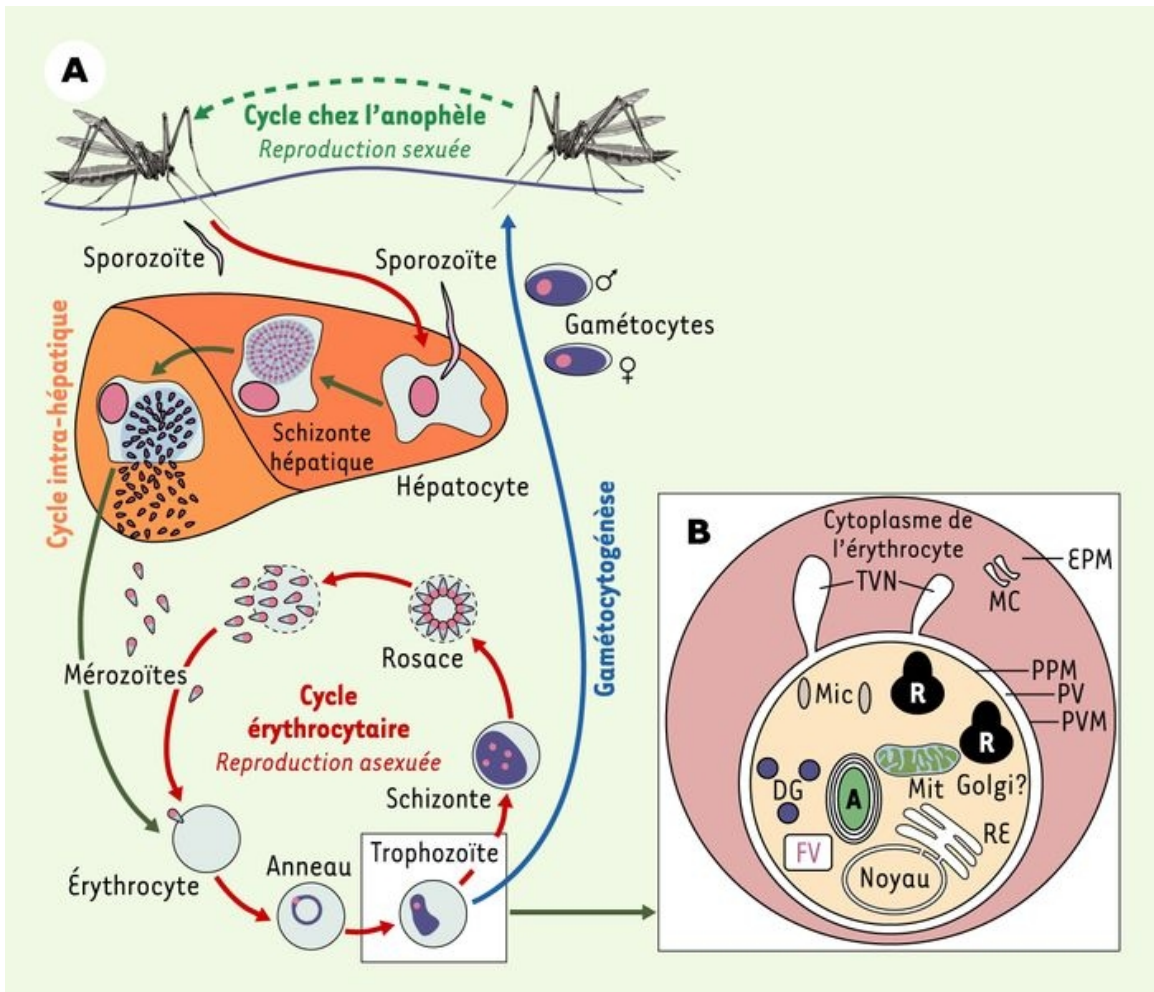 A
Cycle chez l'anophèle
Reproduction sexuée
Sporozoïte
Sporozoïte
♂
Gamétocytes
♀
Cycle intra-hépatique
Schizonte
hépatique
Hépatocyte
Gamétocytogénèse
Mérozoïtes
Rosace
Cycle
érythrocytaire
Reproduction asexuée
Schizonte
Érythrocyte
Anneau
Trophozoïte
B
Cytoplasme de
l'érythrocyte
TVN
EPM
MC
PPM
PV
PVM
Mic
R
R
DG
A
Mit
Golgi?
FV
RE
Noyau